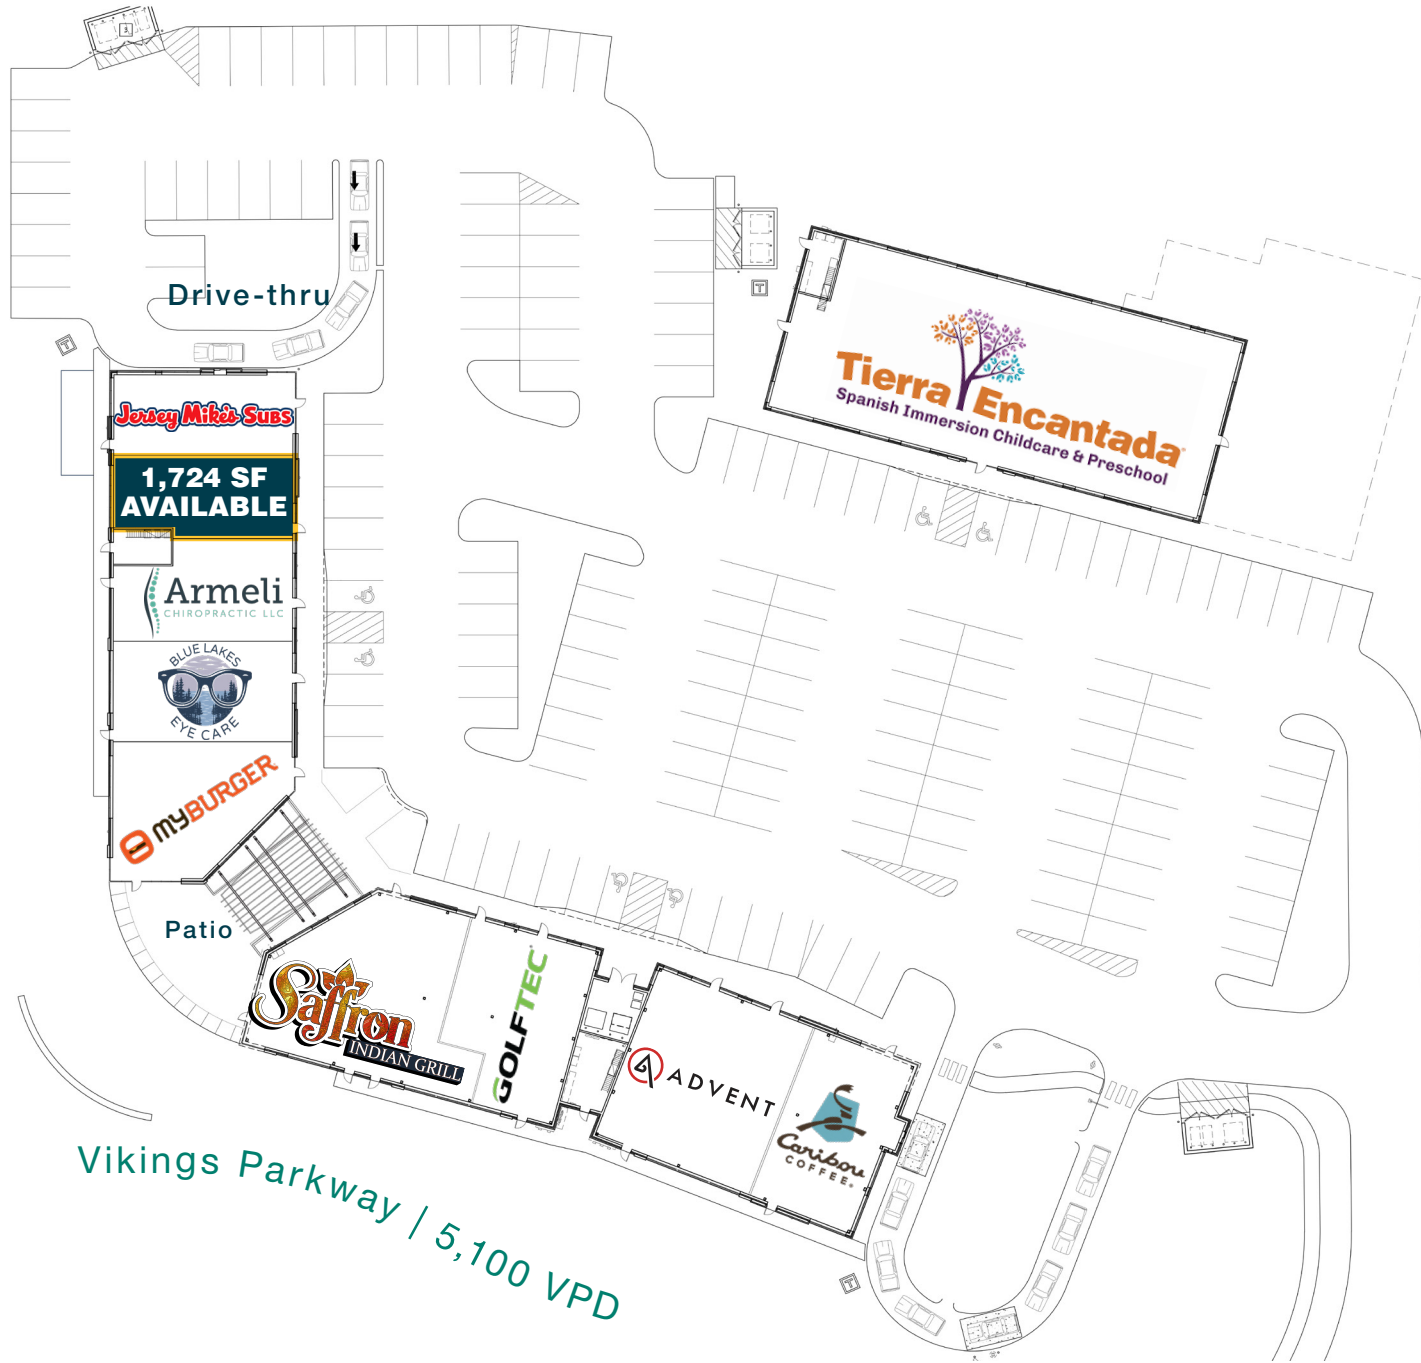 3
Drive-thru
T
T
Tierra Encantada
Spanish Immersion Childcare & Preschool
Jersey Mike's SUBS
1,724 SF
AVAILABLE
Armeli
CHIROPRACTIC LLC
BLUE LAKES
EYE CARE
MYBURGER
Patio
Saffron
INDIAN GRILL
GOLFTEC
ADVENT
Caribou
COFFEE
Vikings Parkway | 5,100 VPD
T